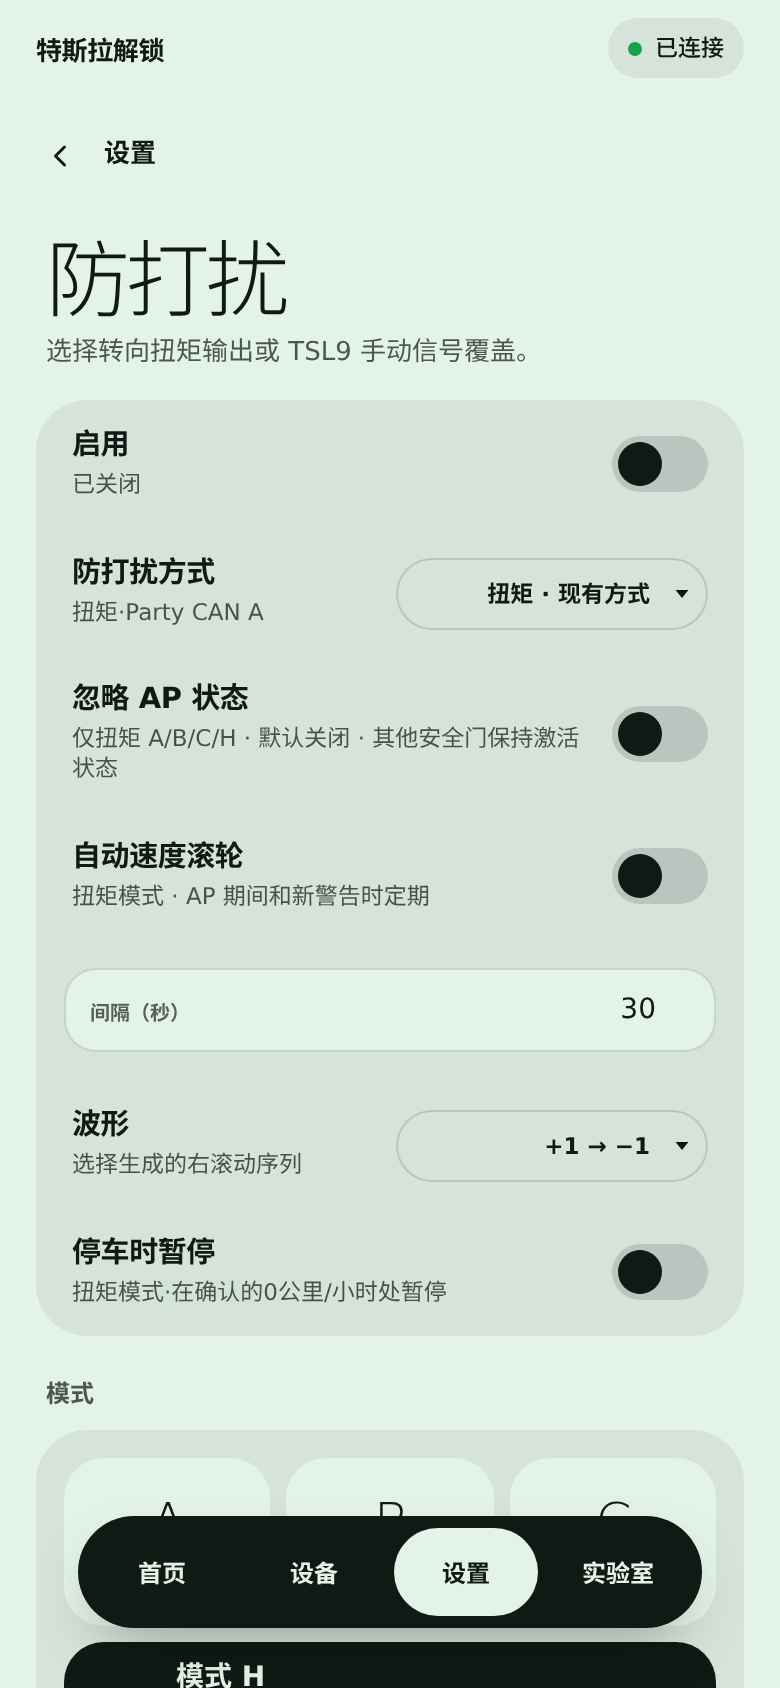 特斯拉解锁
已连接
设置
防打扰
选择转向扭矩输出或 TSL9 手动信号覆盖。
启用
已关闭
防打扰方式
扭矩·Party CAN A
扭矩 · 现有方式
忽略 AP 状态
仅扭矩 A/B/C/H · 默认关闭 · 其他安全门保持激活
状态
自动速度滚轮
扭矩模式 · AP 期间和新警告时定期
间隔（秒）
30
波形
选择生成的右滚动序列
+1 → −1
停车时暂停
扭矩模式·在确认的0公里/小时处暂停
模式
A
B
C
首页
设备
设置
实验室
模式 H